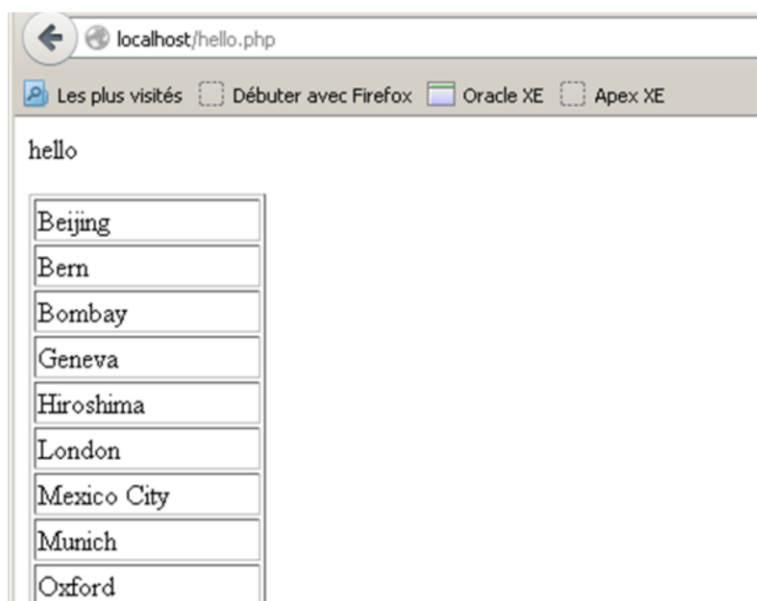 localhost/hello.php
Les plus visités Débuter avec Firefox Oracle XE Apex XE
hello
Beijing
Bern
Bombay
Geneva
Hiroshima
London
Mexico City
Munich
Oxford